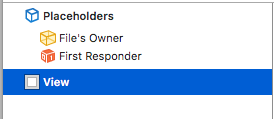 Placeholders
File's Owner
First Responder
View